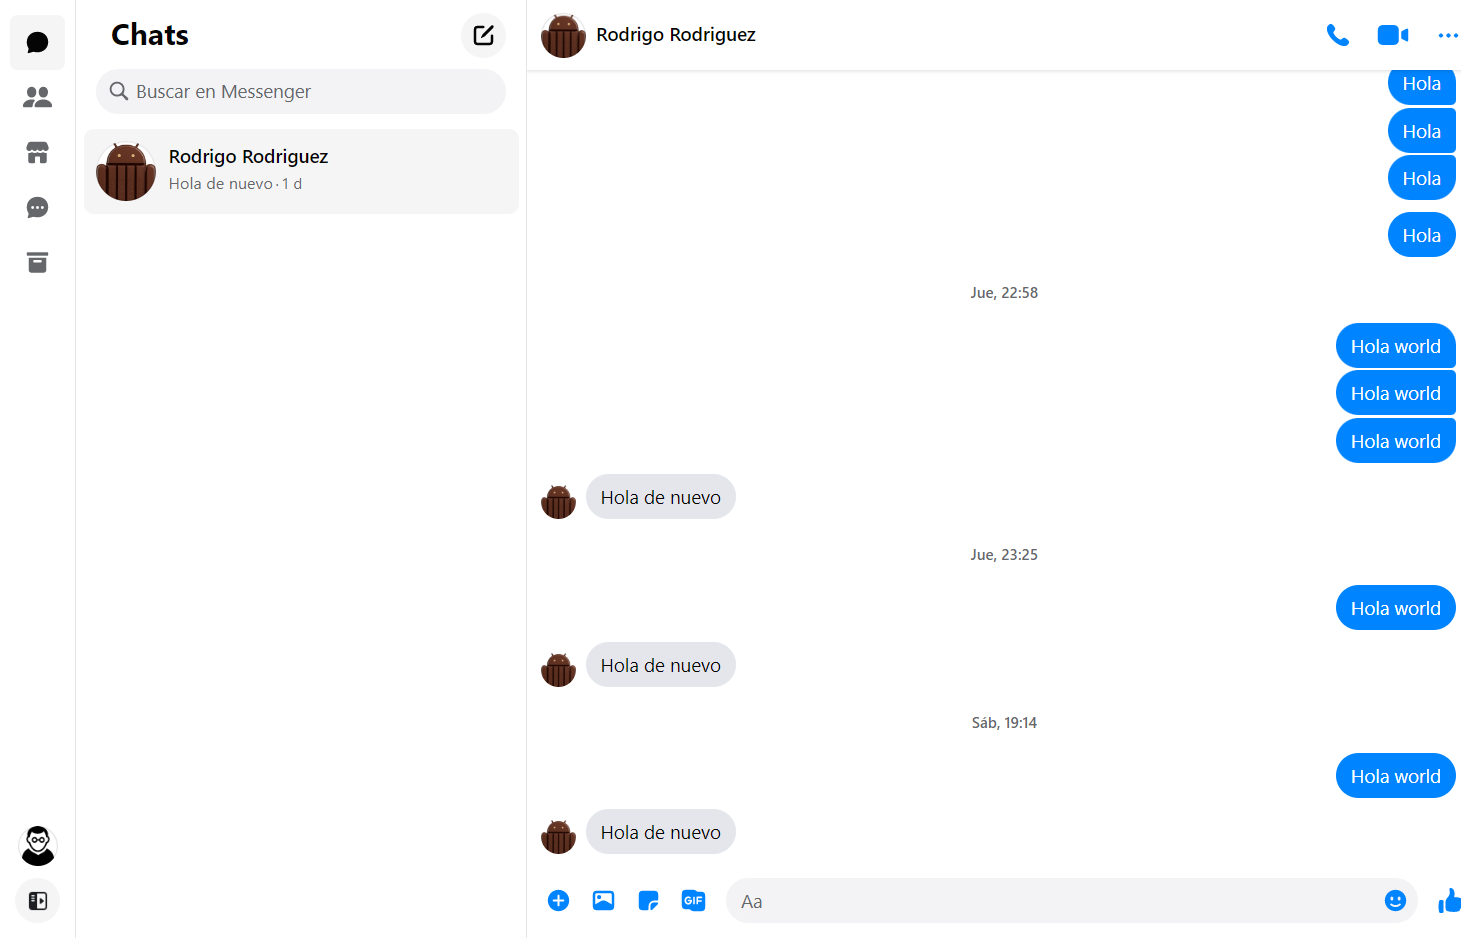 Chats
Buscar en Messenger
Rodrigo Rodriguez
Hola de nuevo · 1 d
Rodrigo Rodriguez
Hola
Hola
Hola
Hola
Jue, 22:58
Hola world
Hola world
Hola world
Hola de nuevo
Jue, 23:25
Hola world
Hola de nuevo
Sáb, 19:14
Hola world
Hola de nuevo
GIF
Aa